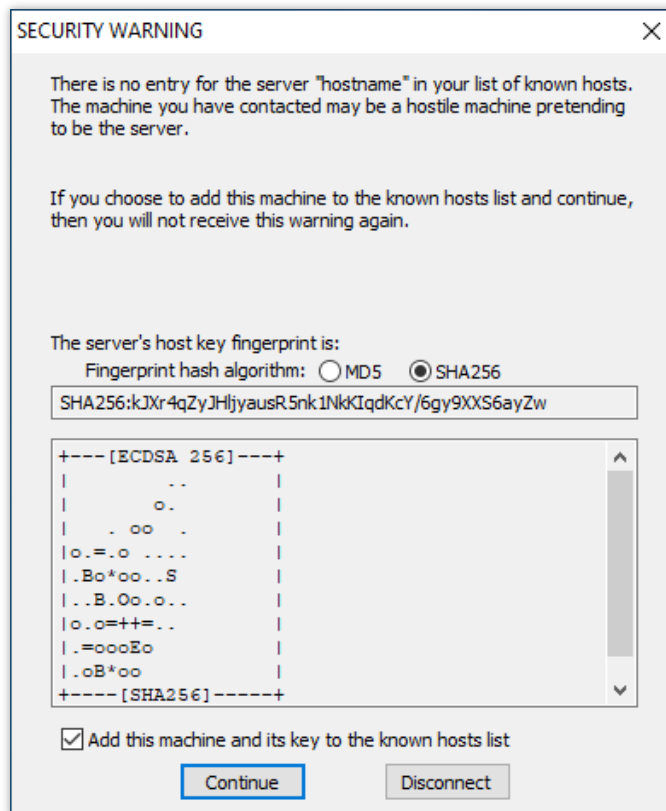 SECURITY WARNING
There is no entry for the server "hostname" in your list of known hosts.
The machine you have contacted may be a hostile machine pretending
to be the server.
If you choose to add this machine to the known hosts list and continue,
then you will not receive this warning again.
The server's host key fingerprint is:
Fingerprint hash algorithm: MD5 SHA256
SHA256:kJXr4qZyJHljyausR5nk1NkKIqdKcY/6gy9XXS6ayZw
+---[ECDSA 256]---+
|        ..       |
|       o.        |
|   . oo  .       |
|o.=.o ....       |
|.Bo*oo..S        |
|..B.Oo.o..       |
|o.o=++=..        |
|.=oooEo          |
|.oB*oo           |
+----[SHA256]-----+
Add this machine and its key to the known hosts list
Continue Disconnect